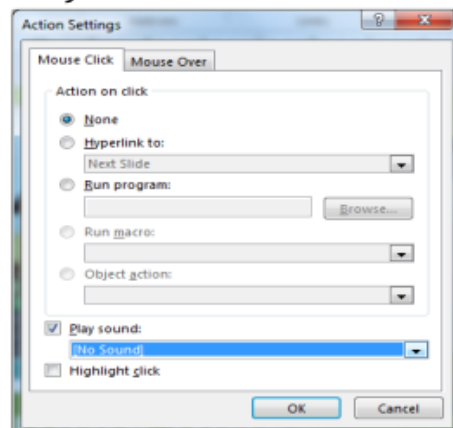 Action Settings
Mouse Click Mouse Over
Action on click
None
Hyperlink to:
Next Slide
Run program:
Browse...
Run macro:
Object action:
Play sound:
[No Sound]
Highlight click
OK Cancel